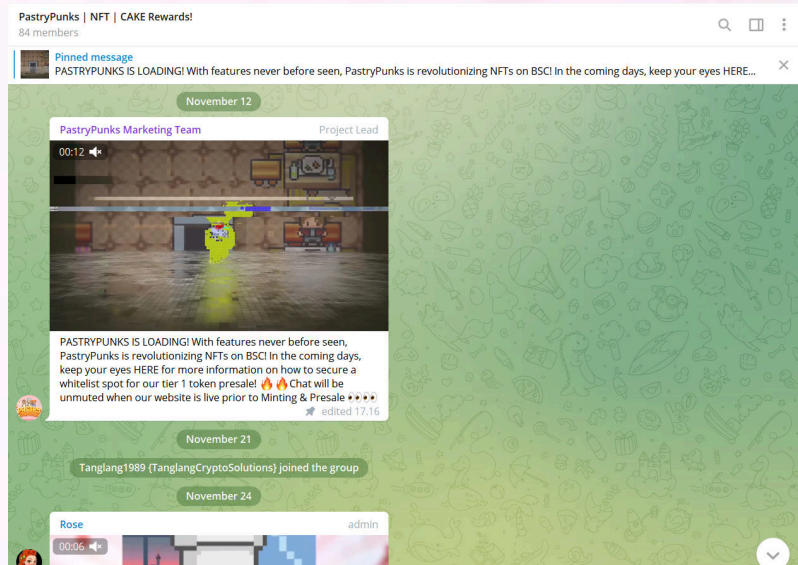 PastryPunks | NFT | CAKE Rewards!
84 members
Pinned message
PASTRYPUNKS IS LOADING! With features never before seen, PastryPunks is revolutionizing NFTs on BSC! In the coming days, keep your eyes HERE...
November 12
PastryPunks Marketing Team Project Lead
00:12
PASTRYPUNKS IS LOADING! With features never before seen,
PastryPunks is revolutionizing NFTs on BSC! In the coming days,
keep your eyes HERE for more information on how to secure a
whitelist spot for our tier 1 token presale! 🔥🔥Chat will be
unmuted when our website is live prior to Minting & Presale 👀👀
edited 17.16
November 21
Tanglang1989 {TanglangCryptoSolutions} joined the group
November 24
Rose admin
00:06